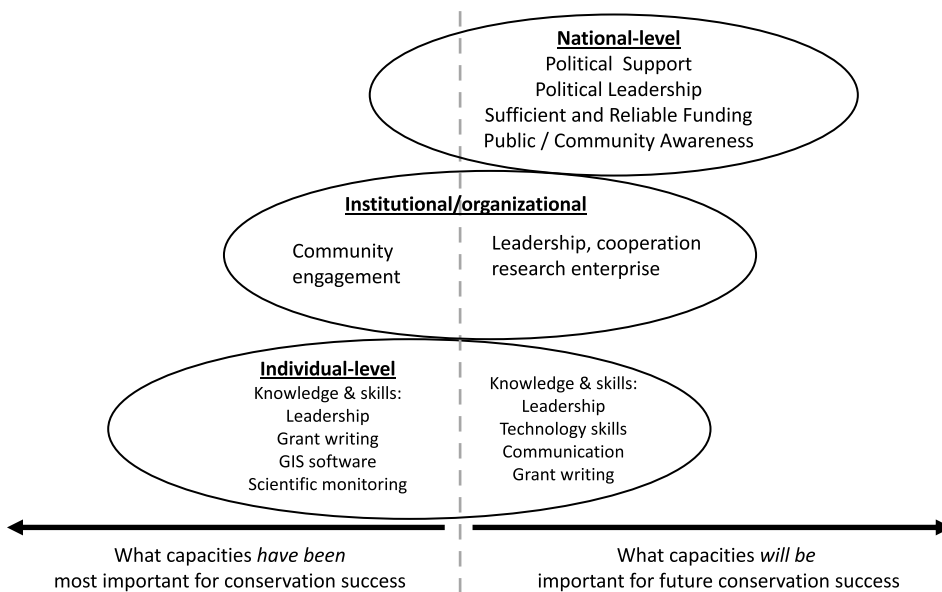 National-level
Political Support
Political Leadership
Sufficient and Reliable Funding
Public / Community Awareness
Institutional/organizational
Community
engagement
Leadership, cooperation
research enterprise
Individual-level
Knowledge & skills:
Leadership
Grant writing
GIS software
Scientific monitoring
Knowledge & skills:
Leadership
Technology skills
Communication
Grant writing
What capacities have been
most important for conservation success
What capacities will be
important for future conservation success